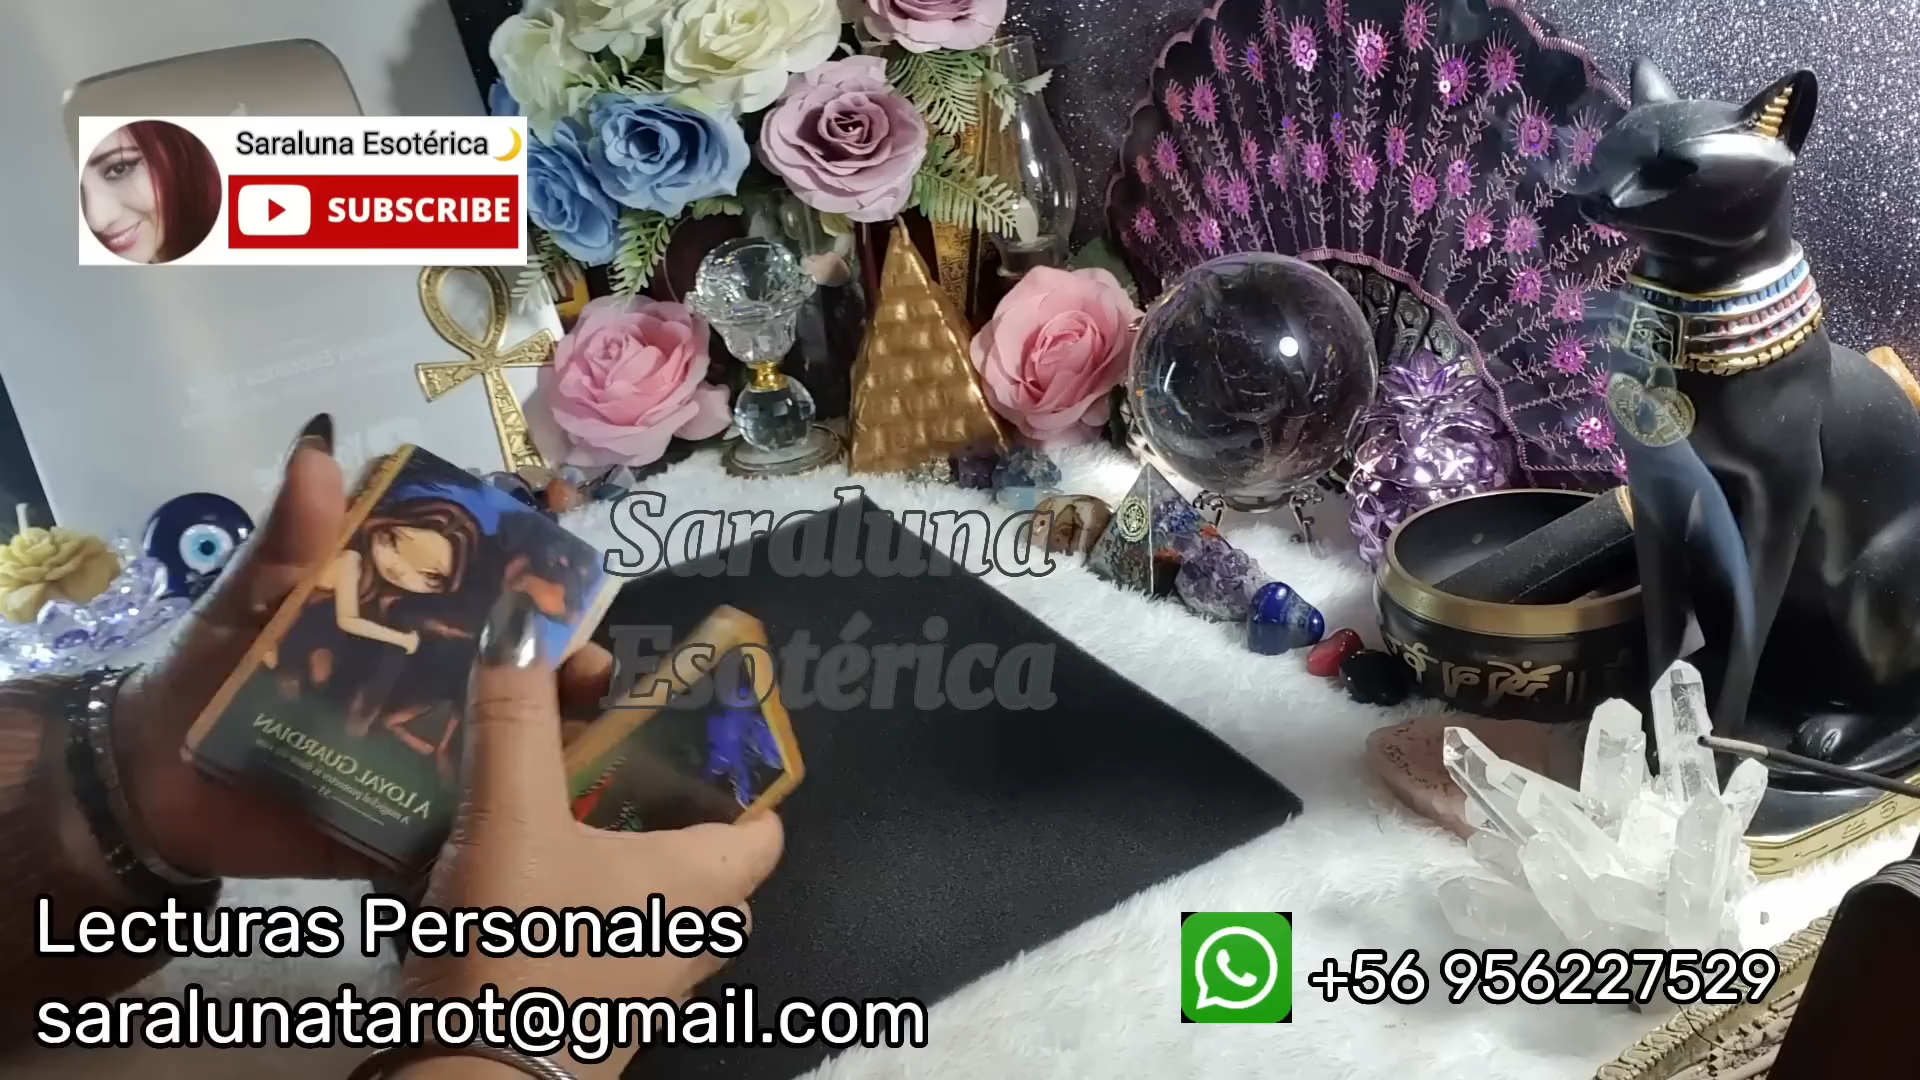 Saraluna Esotérica🌙
SUBSCRIBE
Saraluna
Esotérica
A LOYAL GUARDIAN
Lecturas Personales
saralunatarot@gmail.com
+56 956227529